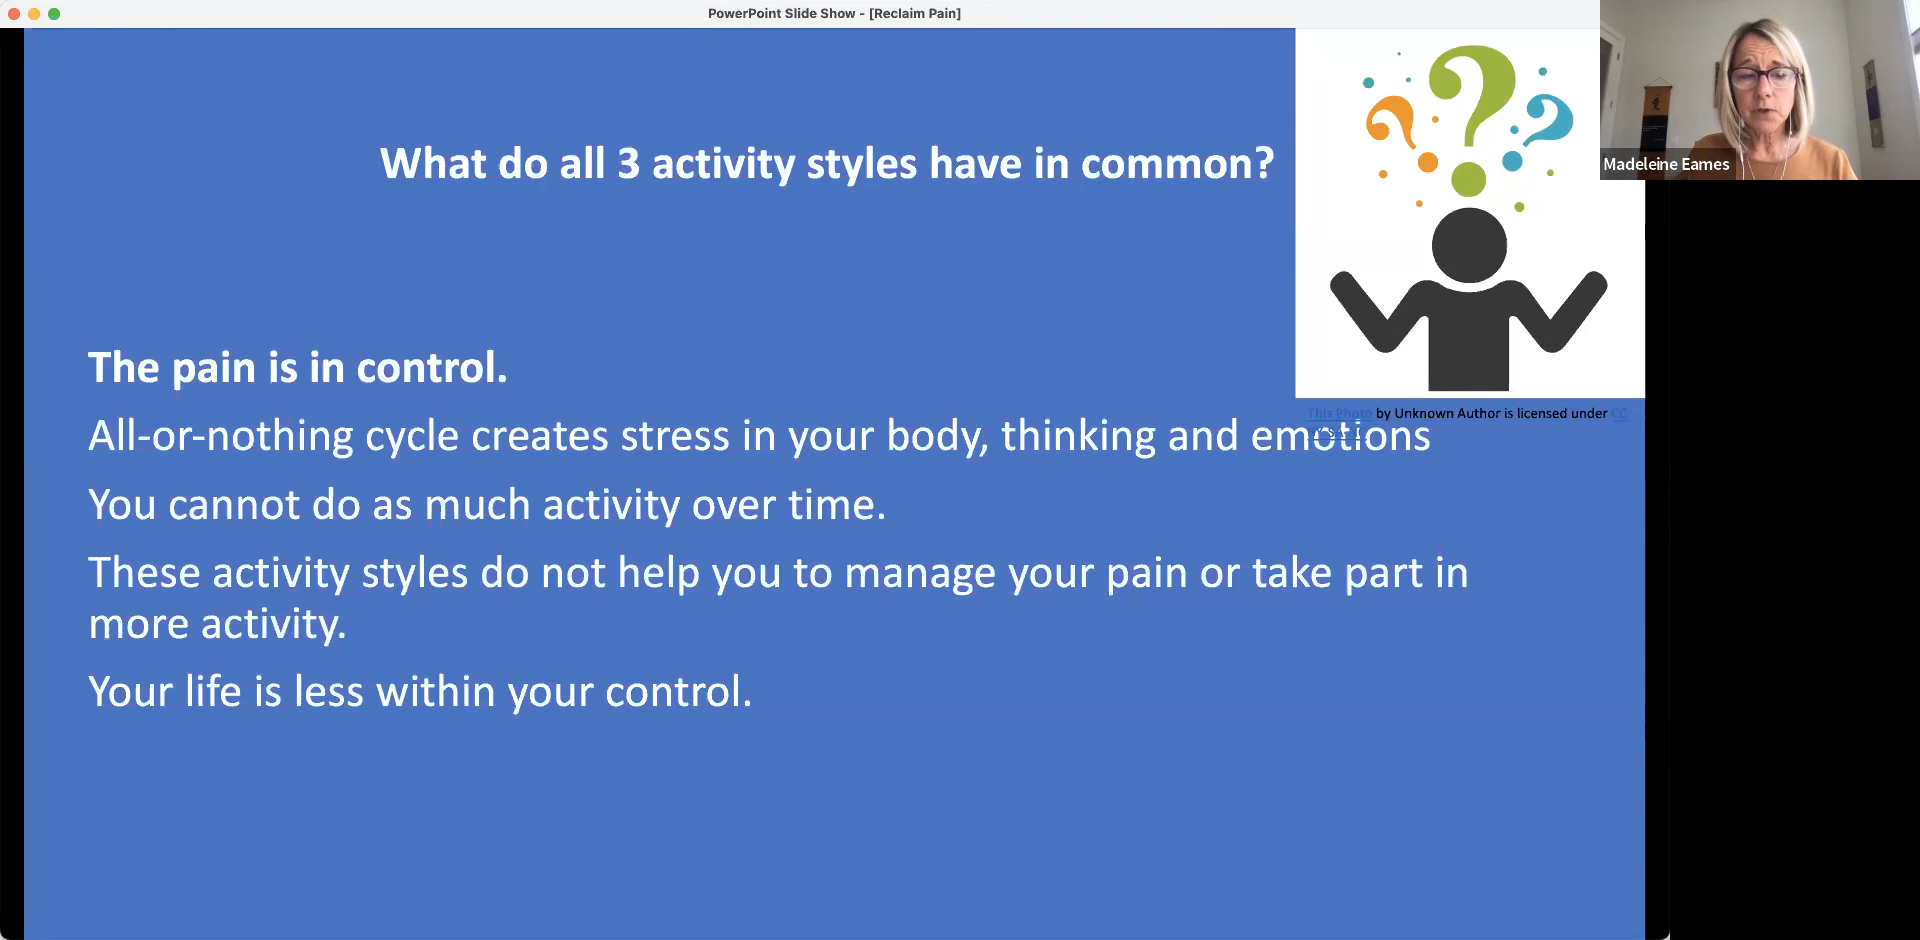 PowerPoint Slide Show - [Reclaim Pain]
What do all 3 activity styles have in common?
Madeleine Eames
The pain is in control.
This Photo by Unknown Author is licensed under CC
All-or-nothing cycle creates stress in your body, thinking and emotions
You cannot do as much activity over time.
These activity styles do not help you to manage your pain or take part in
more activity.
Your life is less within your control.